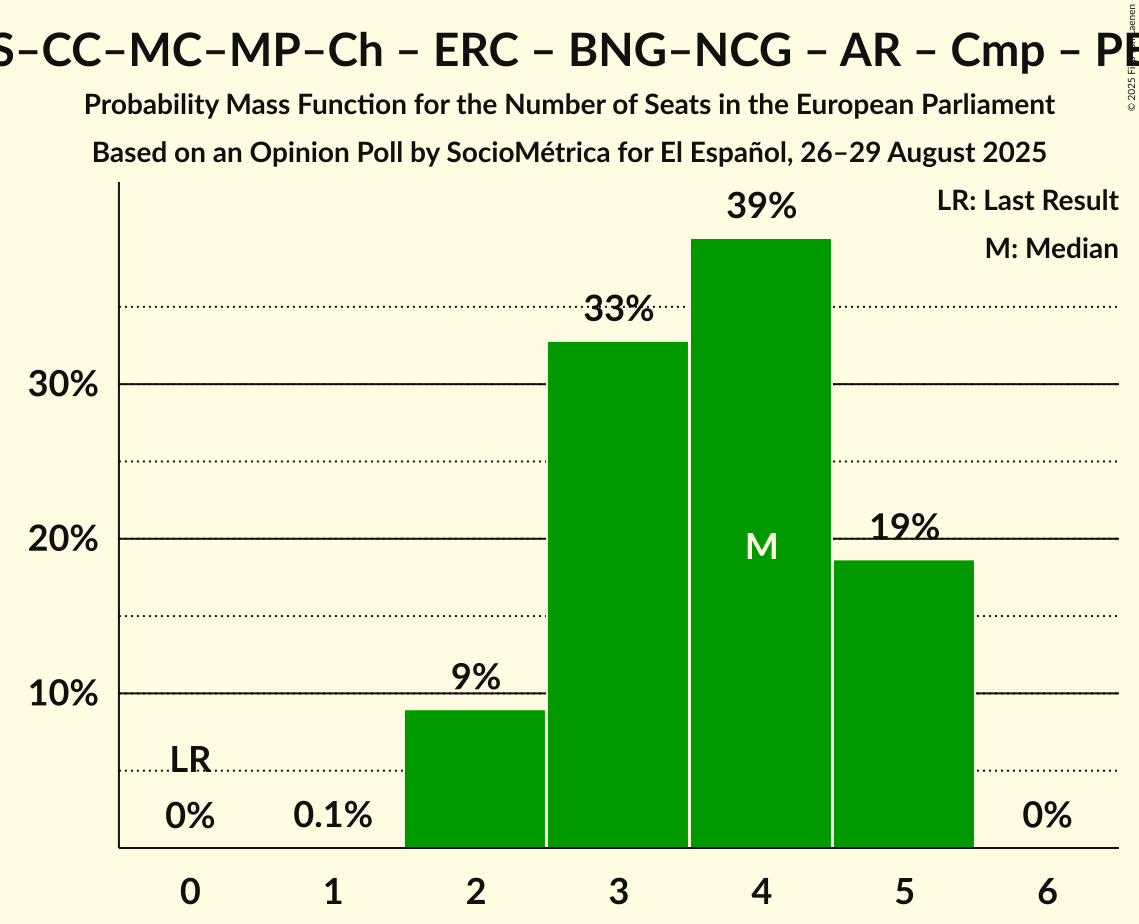 S–CC–MC–MP–Ch – ERC – BNG–NCG – AR – Cmp –
Probability Mass Function for the Number of Seats in the European Parliament
Based on an Opinion Poll by SocioMétrica for El Español, 26–29 August 2025
LR: Last Result
M: Median
39%
33%
30%
M
20%
19%
10%
9%
LR
0%
0.1%
0%
0 1 2 3 4 5 6
© 2025